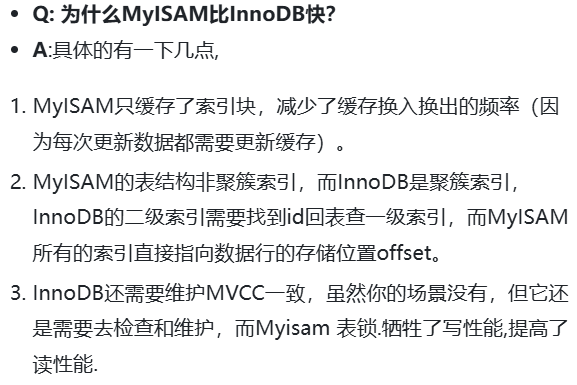 • Q: 为什么MyISAM比InnoDB快?
• A:具体的有一下几点,
1. MyISAM只缓存了索引块，减少了缓存换入换出的频率（因
为每次更新数据都需要更新缓存）。
2. MyISAM的表结构非聚簇索引，而InnoDB是聚簇索引，
InnoDB的二级索引需要找到id回表查一级索引，而MyISAM
所有的索引直接指向数据行的存储位置offset。
3. InnoDB还需要维护MVCC一致，虽然你的场景没有，但它还
是需要去检查和维护，而Myisam 表锁.牺牲了写性能,提高了
读性能.